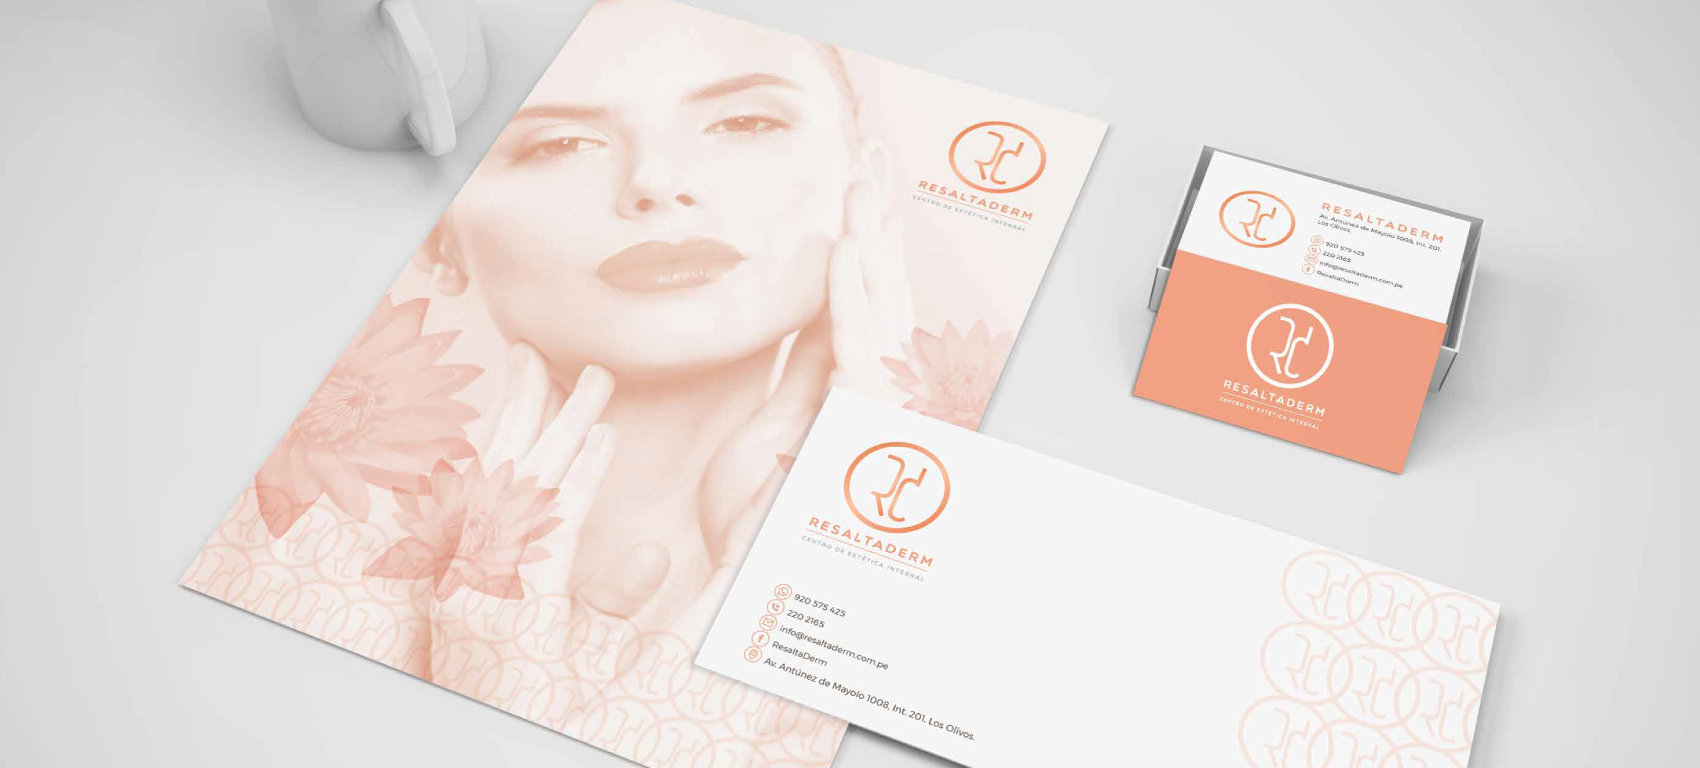 RESALTADERM
CENTRO DE ESTÉTICA INTEGRAL
RESALTADERM
Av. Antúnez de Mayolo 1008, Int. 201.
Los Olivos.
920 575 425
220 2165
info@resaltaderm.com.pe
ResaltaDerm
RESALTADERM
CENTRO DE ESTÉTICA INTEGRAL
RESALTADERM
CENTRO DE ESTÉTICA INTEGRAL
920 575 425
220 2165
info@resaltaderm.com.pe
ResaltaDerm
Av. Antúnez de Mayolo 1008, Int. 201. Los Olivos.